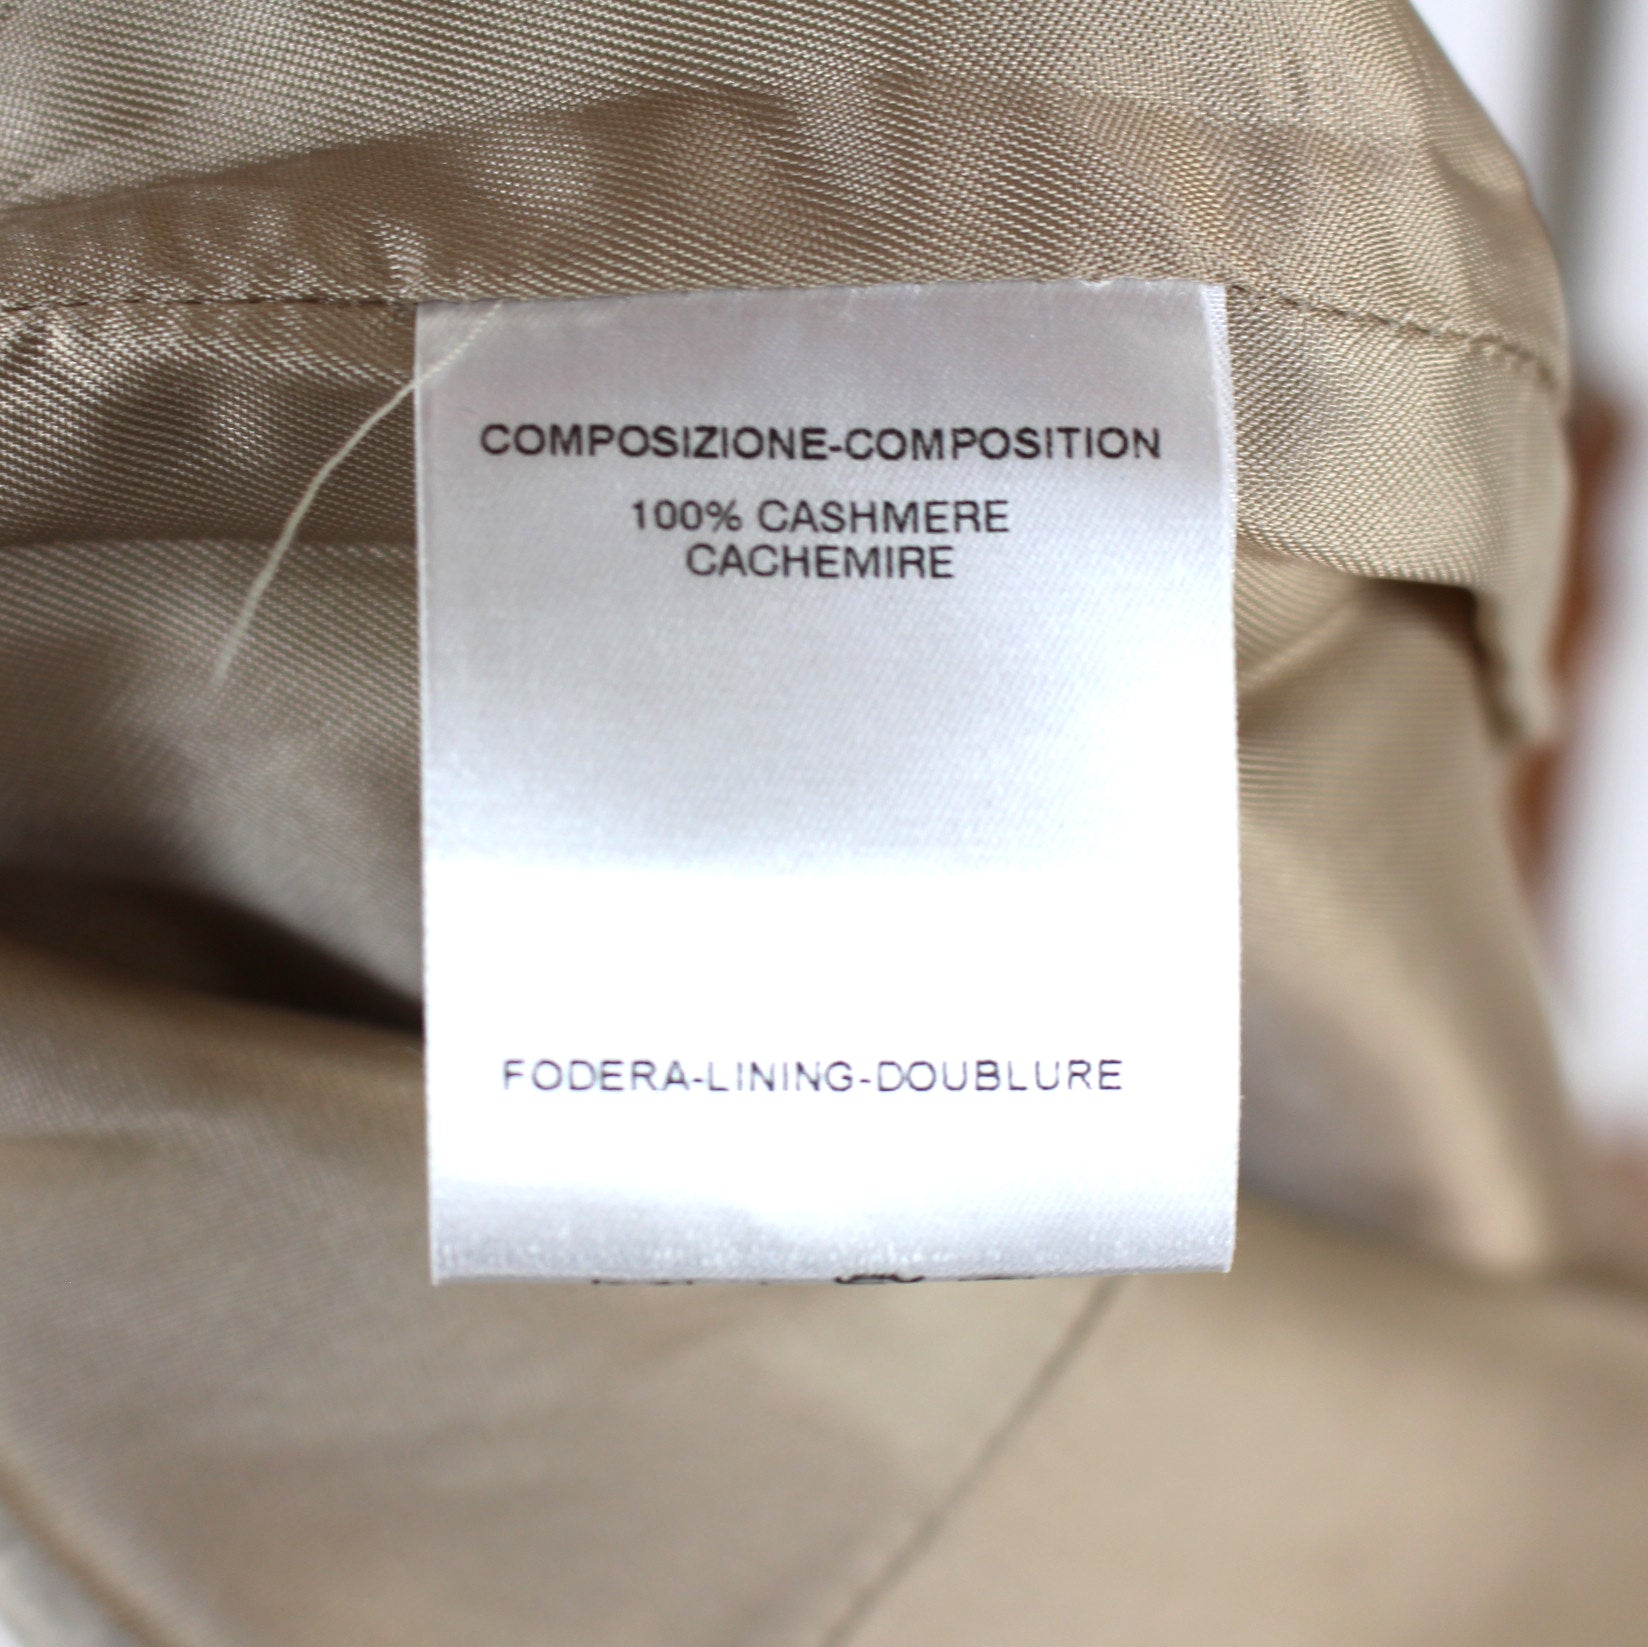 COMPOSIZIONE-COMPOSITION
100% CASHMERE
CACHEMIRE
FODERA-LINING-DOUBLURE